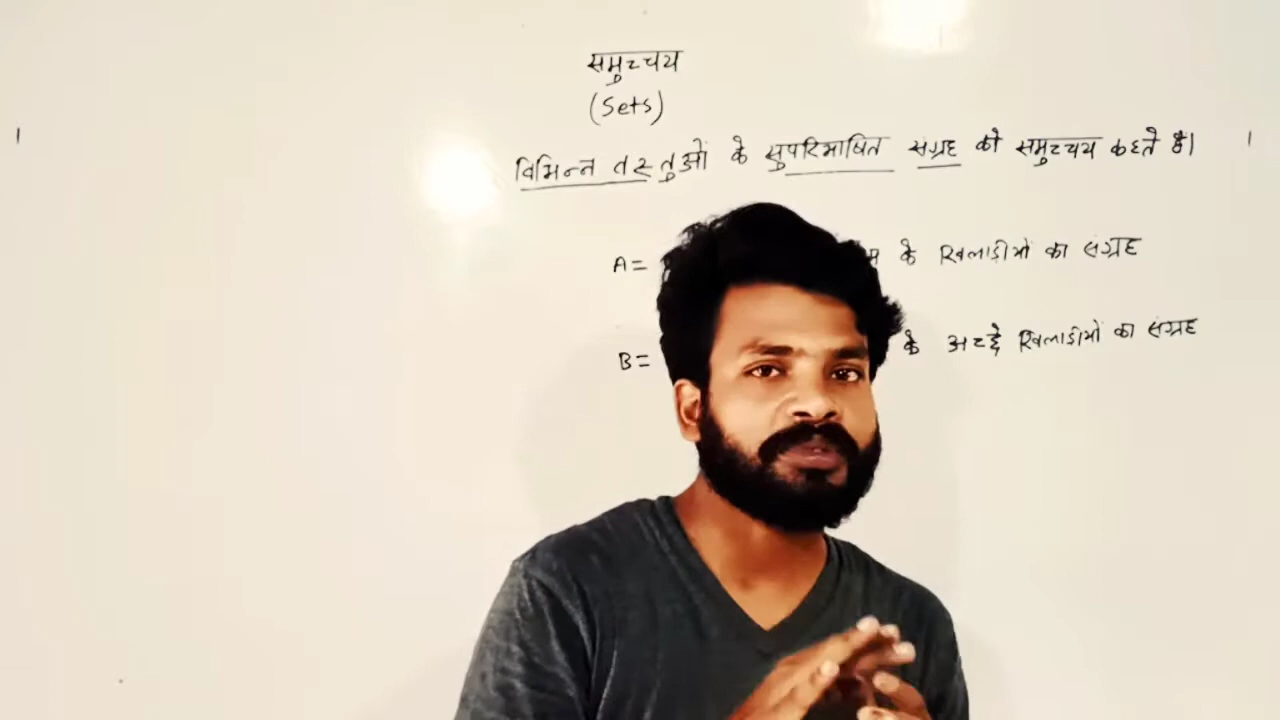 समुच्चय
(Sets)
विभिन्न वस्तुओं के सुपरिभाषित संग्रह को समुच्चय कहते हैं।
A= के खिलाड़ीयों का संग्रह
B= के अच्छे खिलाड़ीयों का संग्रह